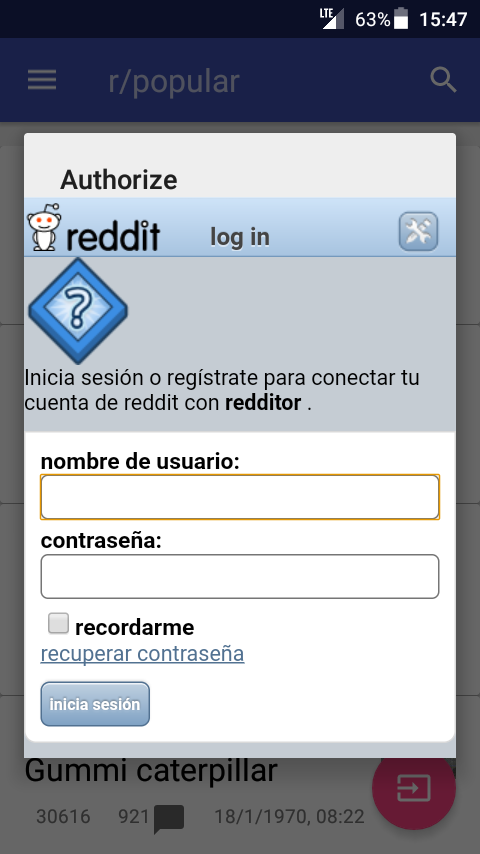 LTE 63% 15:47
r/popular
Authorize
reddit log in
Inicia sesión o regístrate para conectar tu
cuenta de reddit con redditor .
nombre de usuario:
contraseña:
recordarme
recuperar contraseña
inicia sesión
Gummi caterpillar
30616 921 18/1/1970, 08:22